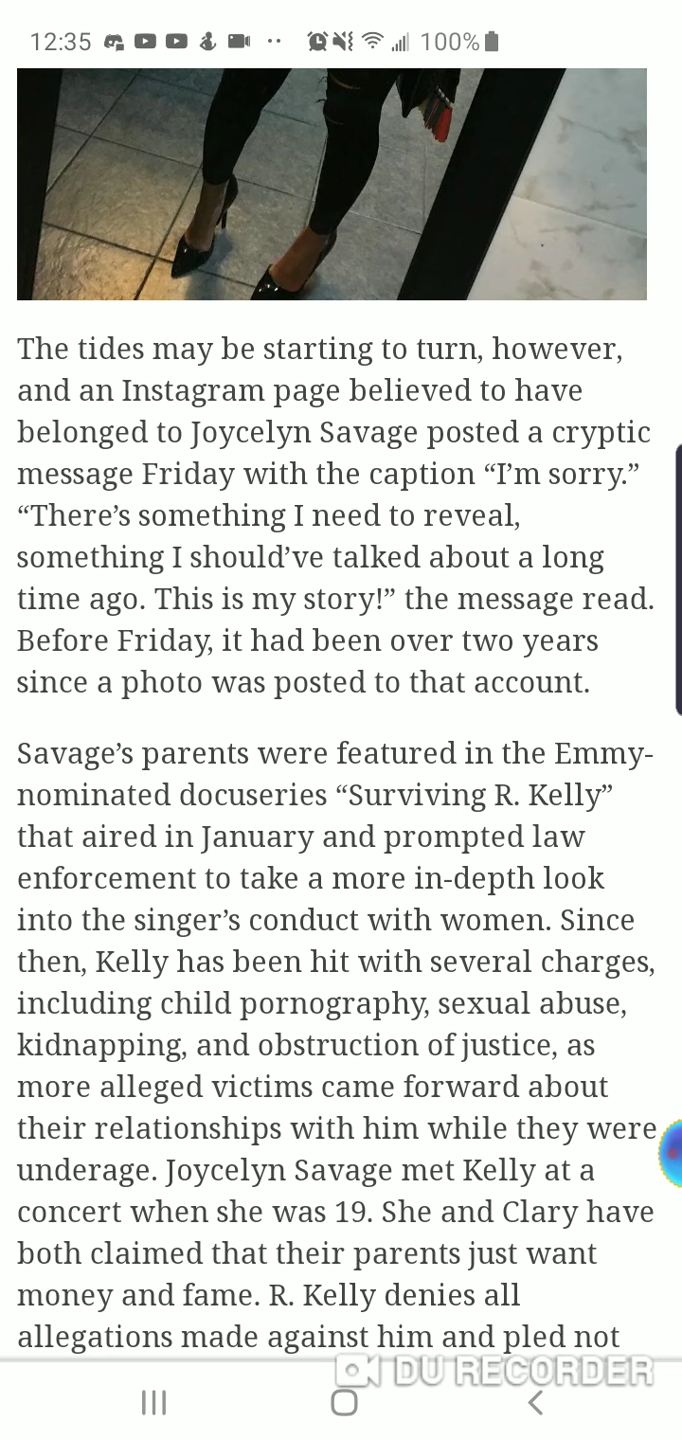 12:35
100%
The tides may be starting to turn, however,
and an Instagram page believed to have
belonged to Joycelyn Savage posted a cryptic
message Friday with the caption “I’m sorry.”
“There’s something I need to reveal,
something I should’ve talked about a long
time ago. This is my story!” the message read.
Before Friday, it had been over two years
since a photo was posted to that account.
Savage’s parents were featured in the Emmy-
nominated docuseries “Surviving R. Kelly”
that aired in January and prompted law
enforcement to take a more in-depth look
into the singer’s conduct with women. Since
then, Kelly has been hit with several charges,
including child pornography, sexual abuse,
kidnapping, and obstruction of justice, as
more alleged victims came forward about
their relationships with him while they were
underage. Joycelyn Savage met Kelly at a
concert when she was 19. She and Clary have
both claimed that their parents just want
money and fame. R. Kelly denies all
allegations made against him and pled not
DU RECORDER